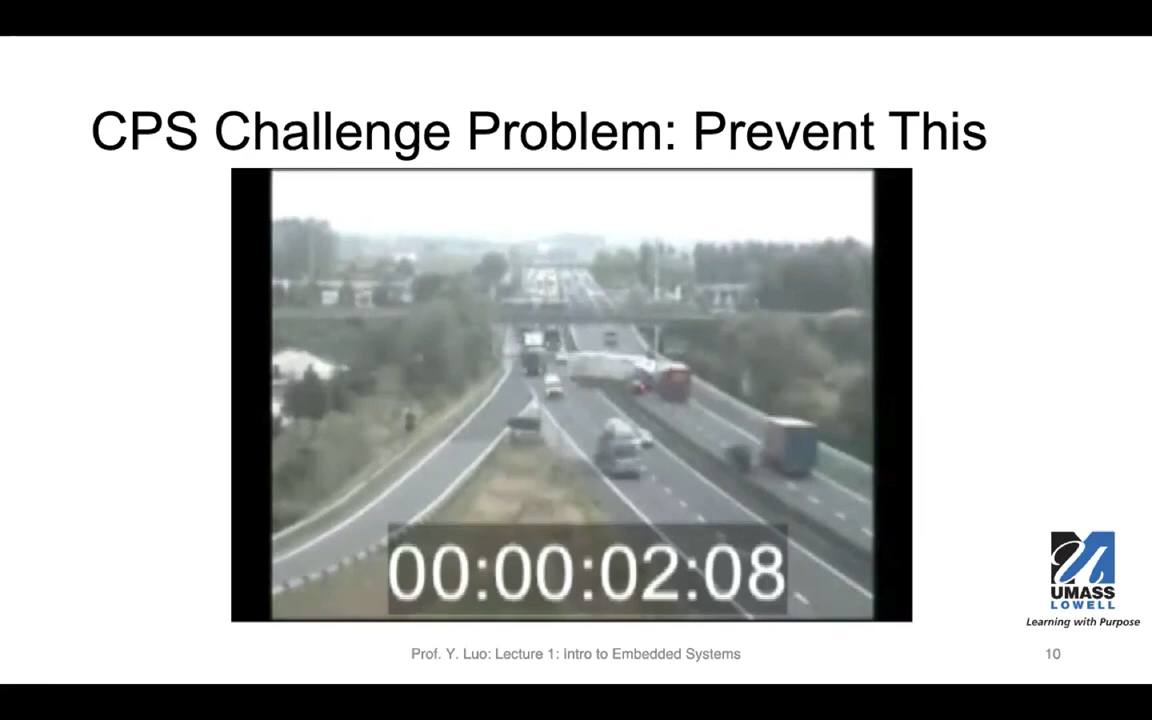 CPS Challenge Problem: Prevent This
00:00:02:08
UMASS
LOWELL
Learning with Purpose
Prof. Y. Luo: Lecture 1: Intro to Embedded Systems
10